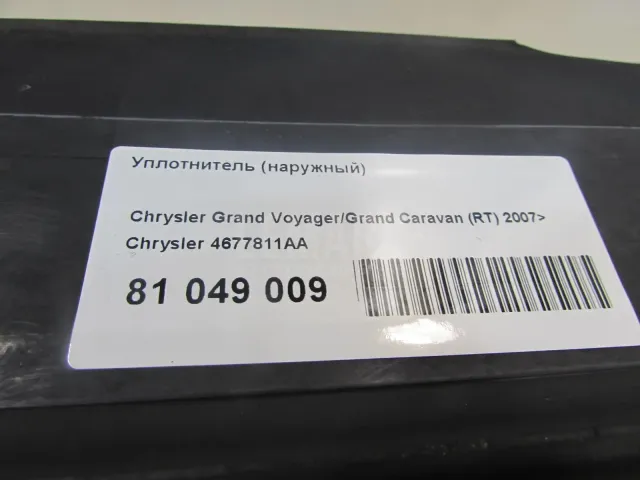 Уплотнитель (наружный)
Chrysler Grand Voyager/Grand Caravan (RT) 2007>
Chrysler 4677811AA
81 049 009